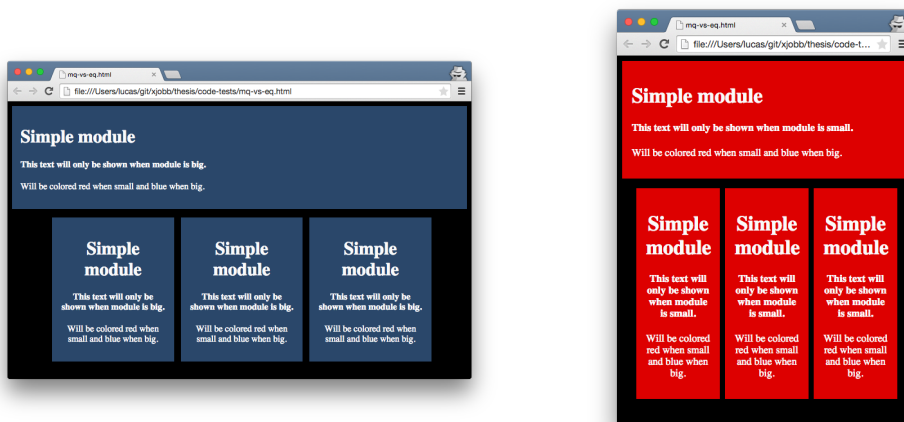 mq-vs-eq.html
file:///Users/lucas/git/xjobb/thesis/code-tests/mq-vs-eq.html
Simple module
This text will only be shown when module is big.
Will be colored red when small and blue when big.
Simple
module
This text will only be
shown when module is big.
Will be colored red when
small and blue when big.
Simple
module
This text will only be
shown when module is big.
Will be colored red when
small and blue when big.
Simple
module
This text will only be
shown when module is big.
Will be colored red when
small and blue when big.
mq-vs-eq.html
file:///Users/lucas/git/xjobb/thesis/code-t...
Simple module
This text will only be shown when module is small.
Will be colored red when small and blue when big.
Simple
module
This text will
only be shown
when module
is small.
Will be colored
red when small
and blue when
big.
Simple
module
This text will
only be shown
when module
is small.
Will be colored
red when small
and blue when
big.
Simple
module
This text will
only be shown
when module
is small.
Will be colored
red when small
and blue when
big.